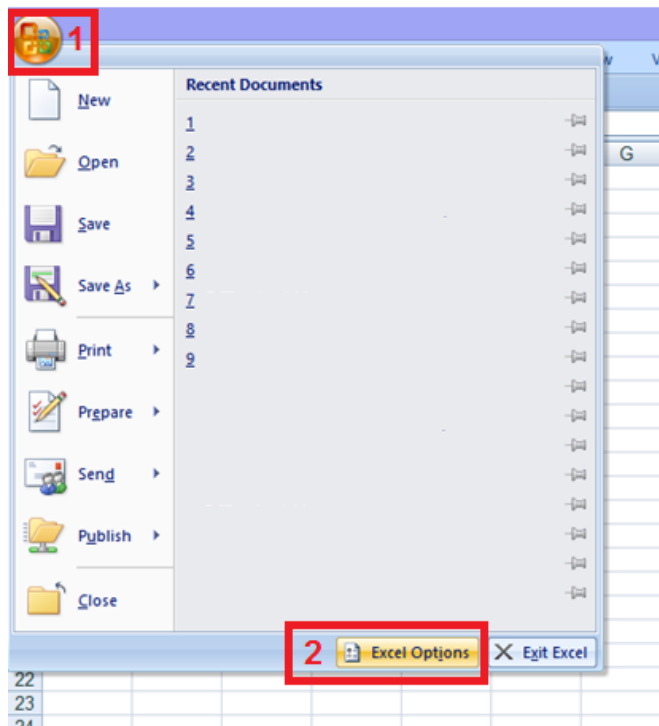 1
Recent Documents
New
Open
Save
Save As
Print
Prepare
Send
Publish
Close
1
2
3
4
5
6
7
8
9
G
2
Excel Options
Exit Excel
22
23
24